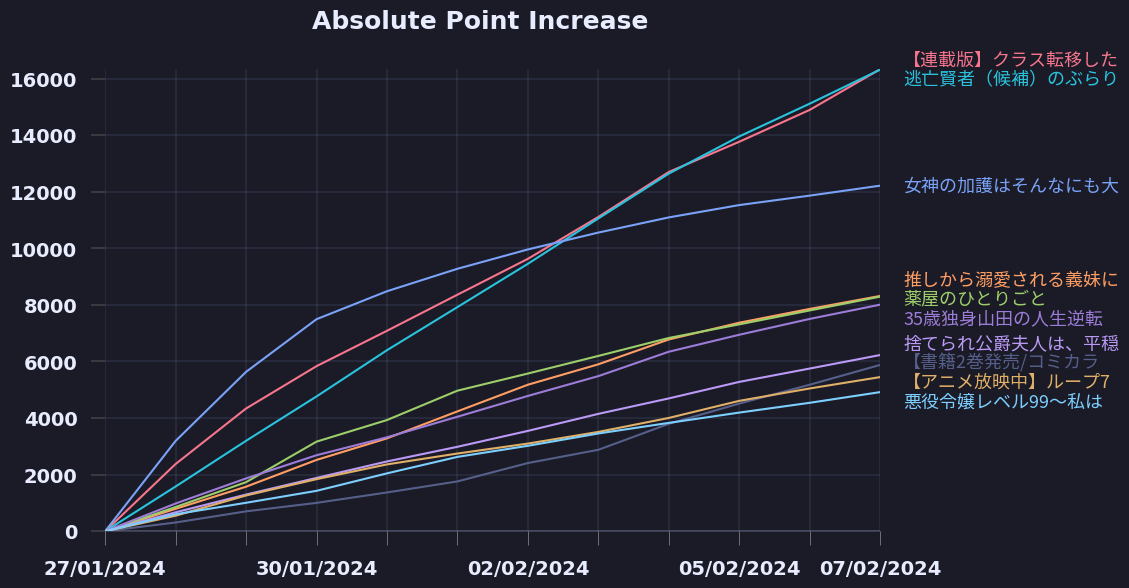 Absolute Point Increase
16000
14000
12000
10000
8000
6000
4000
2000
0
27/01/2024
30/01/2024
02/02/2024
05/02/2024
07/02/2024
【連載版】クラス転移した
逃亡賢者（候補）のぶらり
女神の加護はそんなにも大
推しから溺愛される義妹に
薬屋のひとりごと
35歳独身山田の人生逆転
捨てられ公爵夫人は、平穏
【書籍2巻発売/コミカラ
【アニメ放映中】ループ7
悪役令嬢レベル99～私は